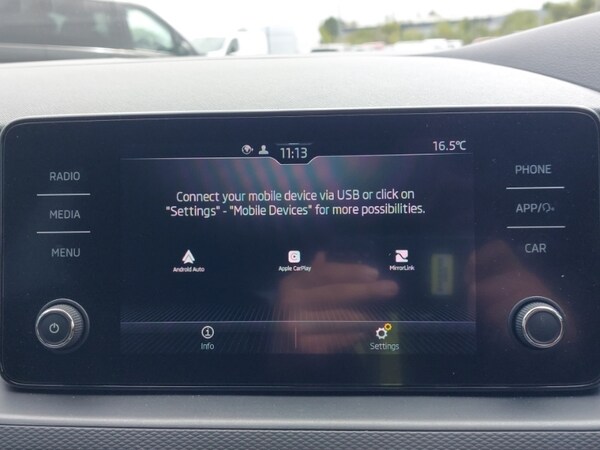 11:13
16.5°C
RADIO
MEDIA
MENU
Connect your mobile device via USB or click on
"Settings" - "Mobile Devices" for more possibilities.
Android Auto
Apple CarPlay
MirrorLink
Info
Settings
PHONE
APP/
CAR